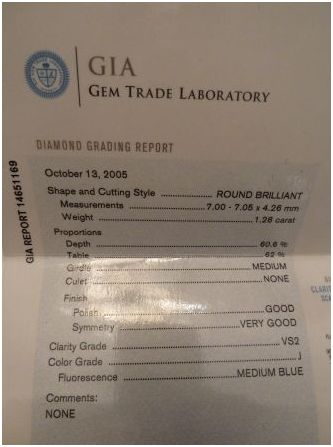 GIA
GEM TRADE LABORATORY
DIAMOND GRADING REPORT
GIA REPORT 14651169
October 13, 2005
Shape and Cutting Style ROUND BRILLIANT
Measurements 7.00 - 7.05 x 4.26 mm
Weight 1.26 carat
Proportions
Depth 60.6 %
Table 62 %
Girdle MEDIUM
Culet NONE
Finish
Polish GOOD
Symmetry VERY GOOD
Clarity Grade VS2
Color Grade J
Fluorescence MEDIUM BLUE
Comments:
NONE